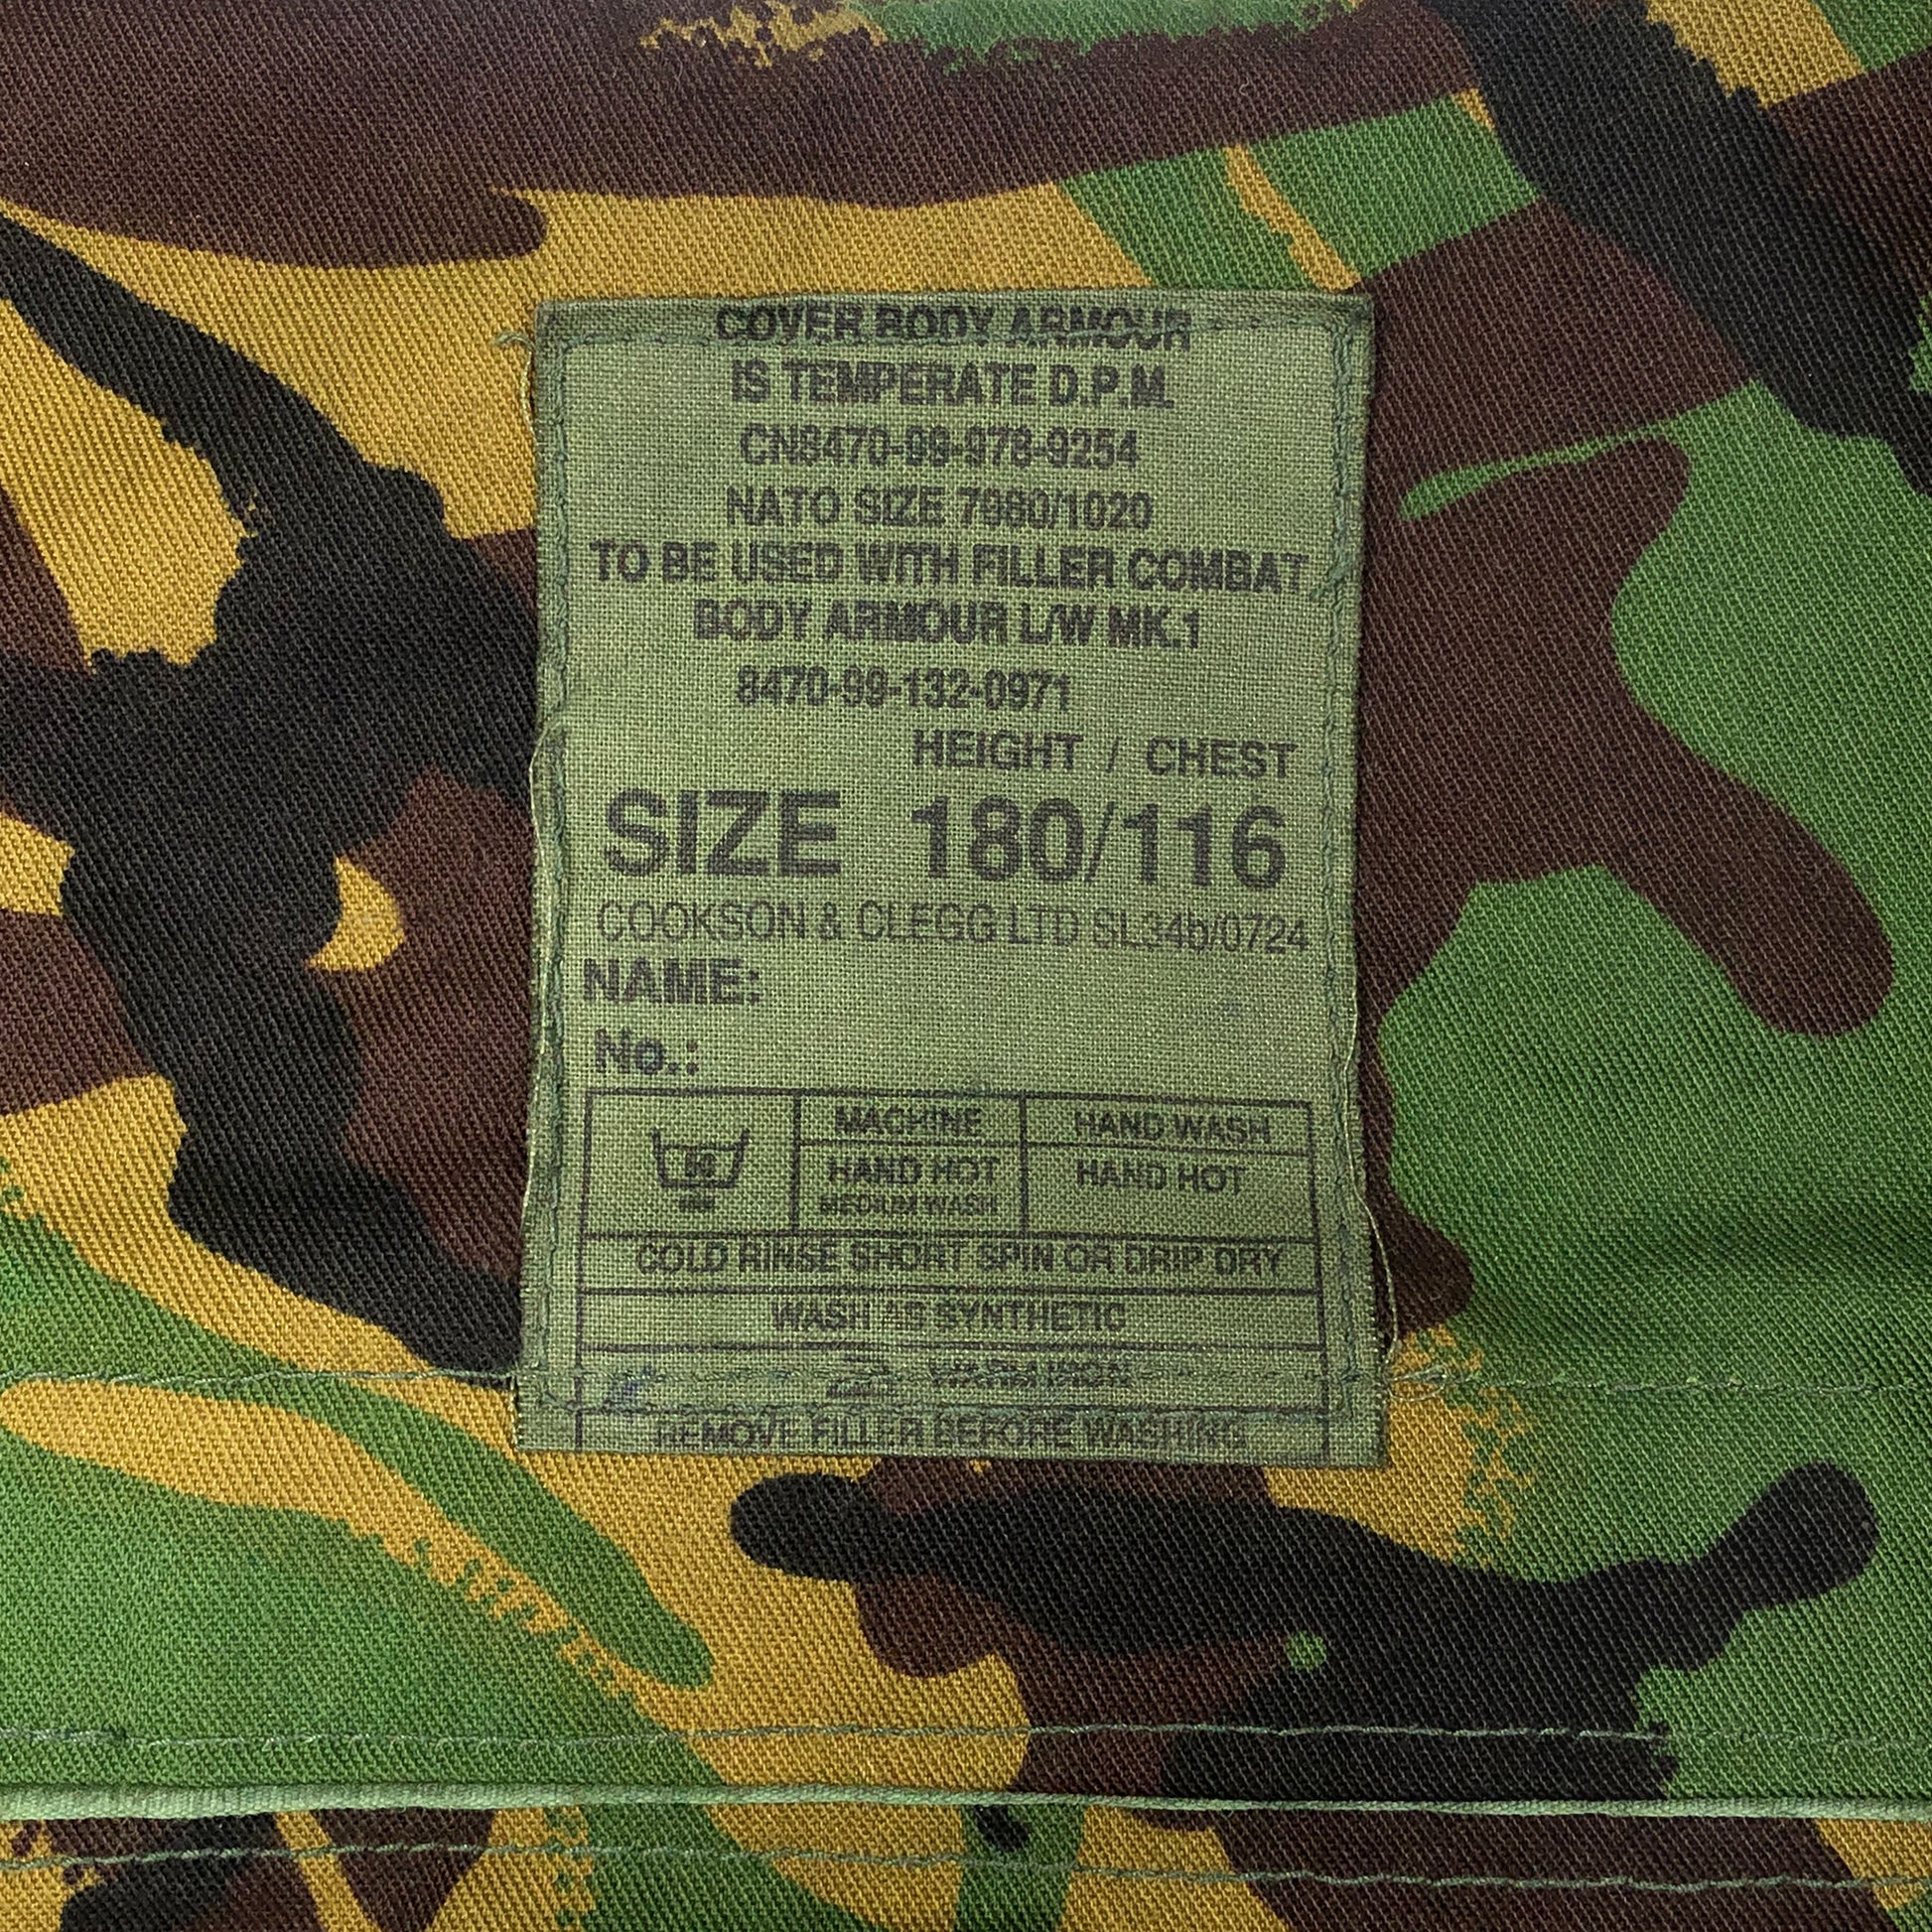 COVER BODY ARMOUR
IS TEMPERATE D.P.M.
CN8470-99-978-9254
NATO SIZE 7080/1020
TO BE USED WITH FILLER COMBAT
BODY ARMOUR L/W MK.1
8470-99-132-0971
HEIGHT / CHEST
SIZE 180/116
COOKSON & CLEGG LTD SL34b/0724
NAME:
No.:
MACHINE HAND WASH
HAND HOT HAND HOT
MEDIUM WASH
COLD RINSE SHORT SPIN OR DRIP DRY
WASH AS SYNTHETIC
WARM IRON
REMOVE FILLER BEFORE WASHING